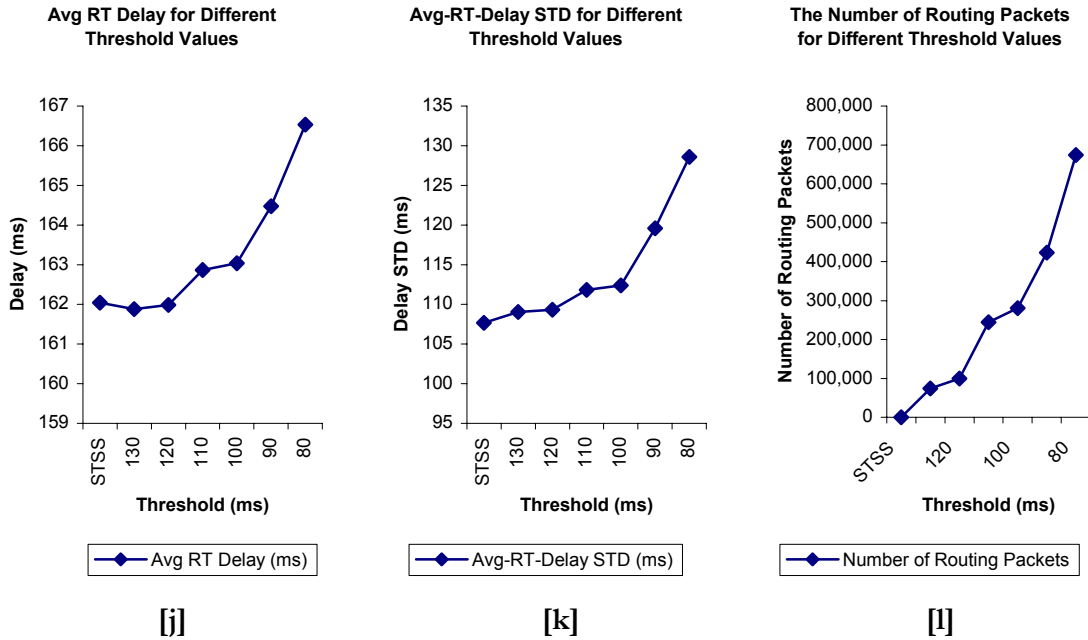 Avg RT Delay for Different
Threshold Values
167
166
165
164
163
162
161
160
159
Delay (ms)
STSS
130
120
110
100
90
80
Threshold (ms)
Avg RT Delay (ms)
[j]
Avg-RT-Delay STD for Different
Threshold Values
135
130
125
120
115
110
105
100
95
Delay STD (ms)
STSS
130
120
110
100
90
80
Threshold (ms)
Avg-RT-Delay STD (ms)
[k]
The Number of Routing Packets
for Different Threshold Values
800,000
700,000
600,000
500,000
400,000
300,000
200,000
100,000
0
Number of Routing Packets
STSS
120
100
80
Threshold (ms)
Number of Routing Packets
[l]